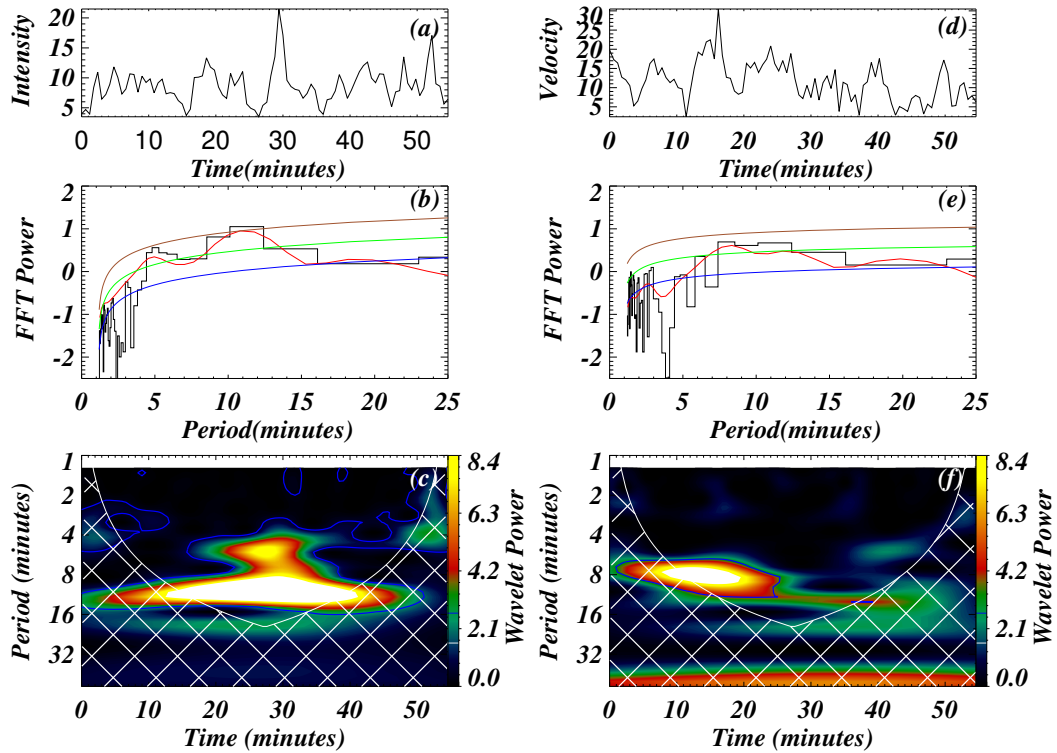 20
15
10
5
Intensity
(a)
0 10 20 30 40 50
Time(minutes)
30
25
20
15
10
5
Velocity
(d)
0 10 20 30 40 50
Time(minutes)
2
1
0
-1
-2
FFT Power
(b)
0 5 10 15 20 25
Period(minutes)
2
1
0
-1
-2
FFT Power
(e)
0 5 10 15 20 25
Period(minutes)
1
2
4
8
16
32
Period (minutes)
(c)
0 10 20 30 40 50
Time (minutes)
8.4
6.3
4.2
2.1
0.0
Wavelet Power
1
2
4
8
16
32
Period (minutes)
(f)
0 10 20 30 40 50
Time (minutes)
8.4
6.3
4.2
2.1
0.0
Wavelet Power